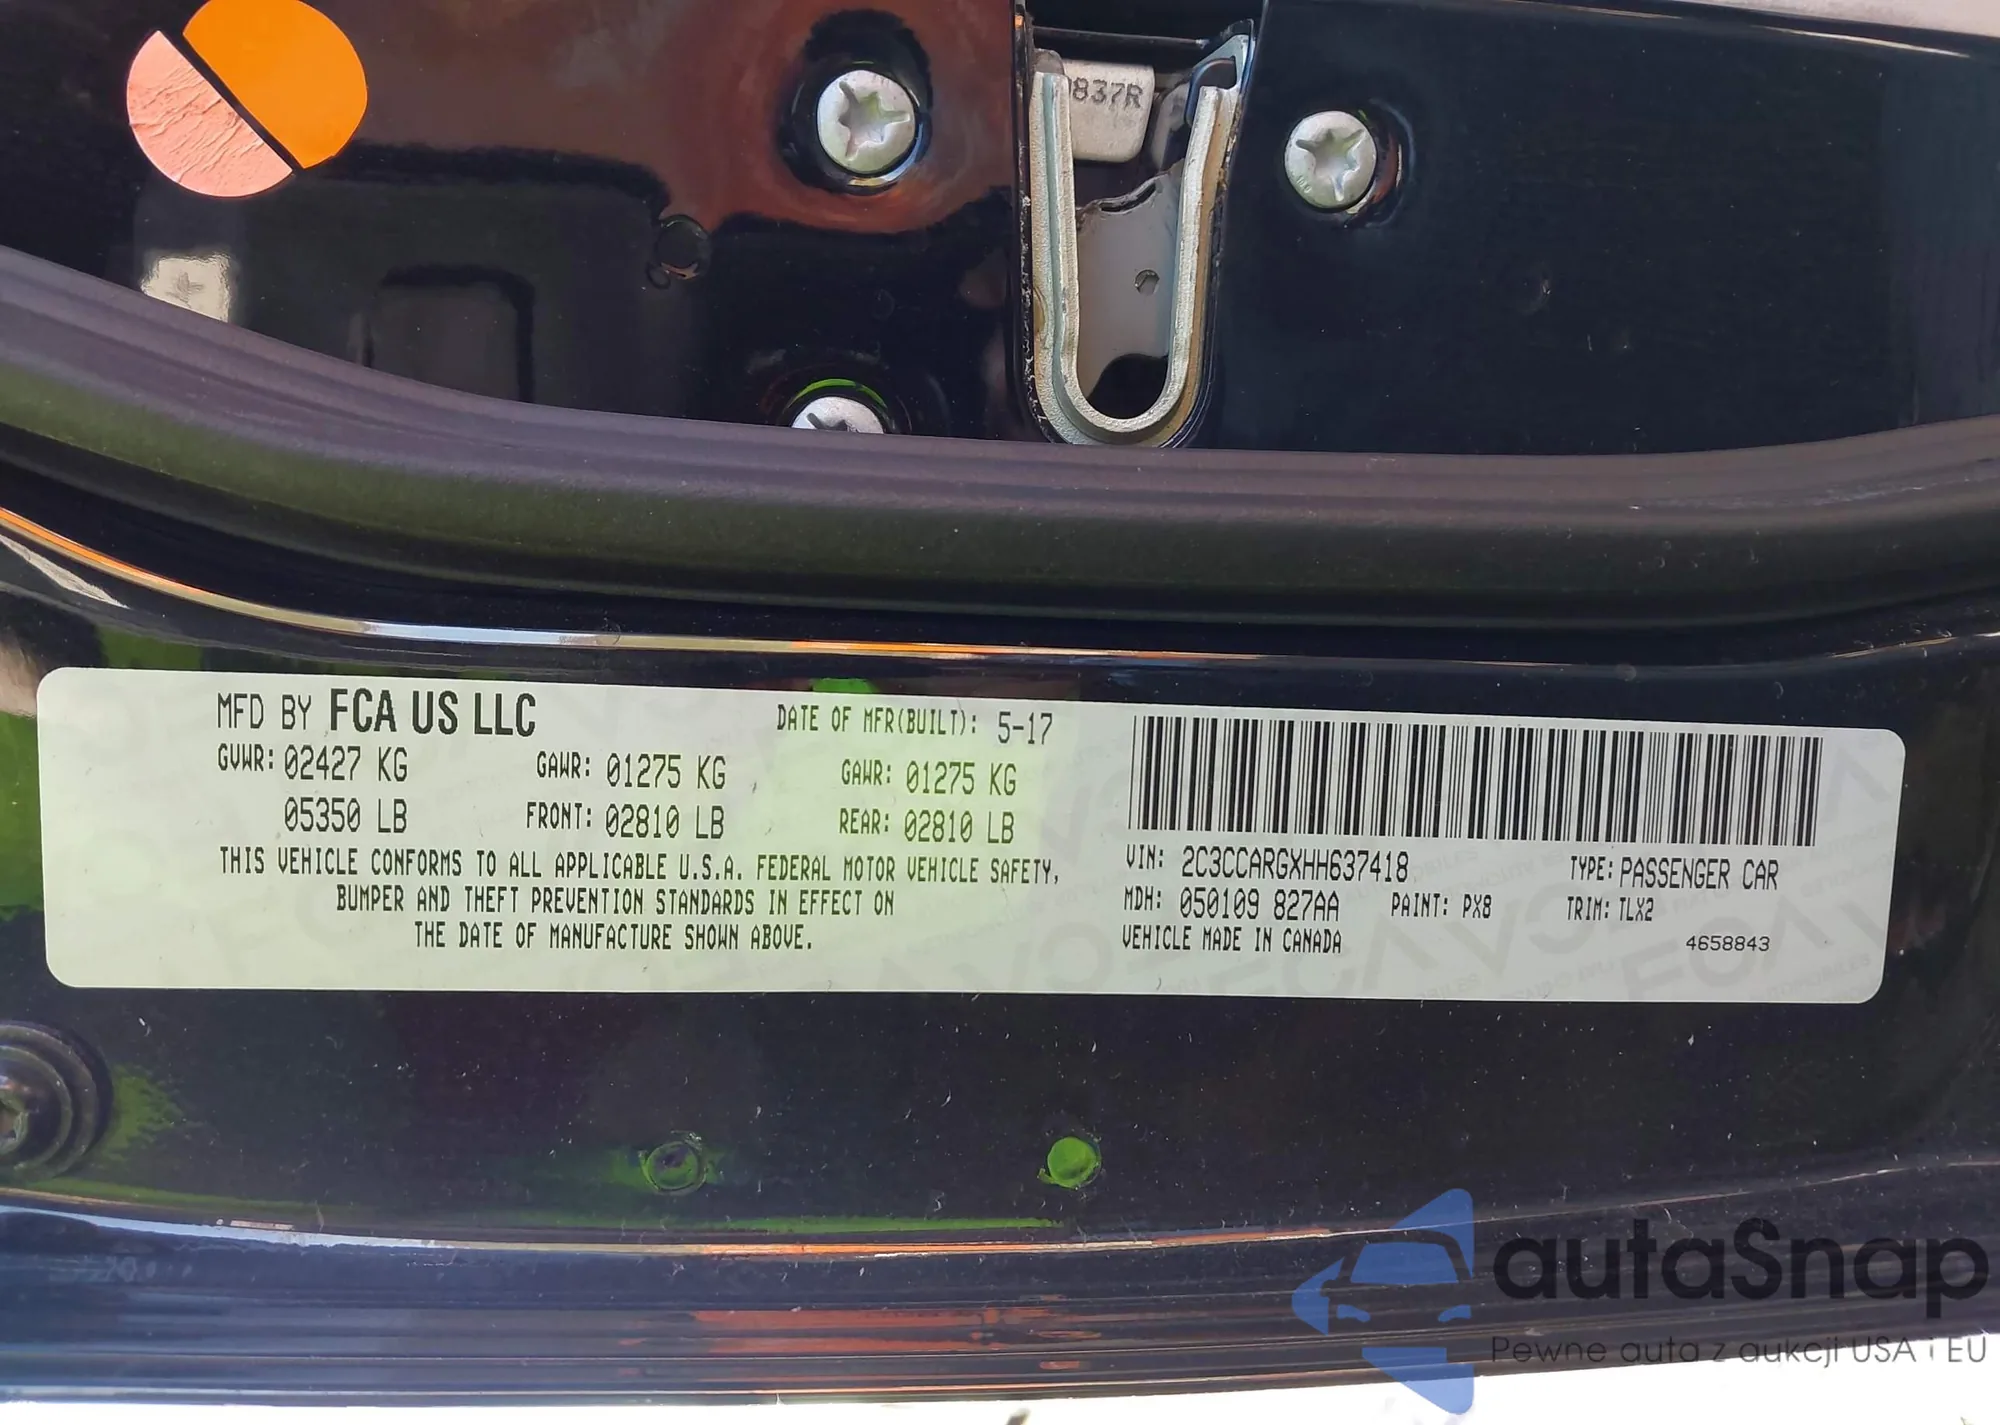 837R
MFD BY FCA US LLC DATE OF MFR(BUILT): 5-17
GVWR: 02427 KG GAWR: 01275 KG GAWR: 01275 KG
05350 LB FRONT: 02810 LB REAR: 02810 LB
THIS VEHICLE CONFORMS TO ALL APPLICABLE U.S.A. FEDERAL MOTOR VEHICLE SAFETY,
BUMPER AND THEFT PREVENTION STANDARDS IN EFFECT ON
THE DATE OF MANUFACTURE SHOWN ABOVE.
VIN: 2C3CCARGXHH637418 TYPE: PASSENGER CAR
MDH: 050109 827AA PAINT: PX8 TRIM: TLX2
VEHICLE MADE IN CANADA 4658843
autaSnap
Pewne auta z aukcji USA i EU